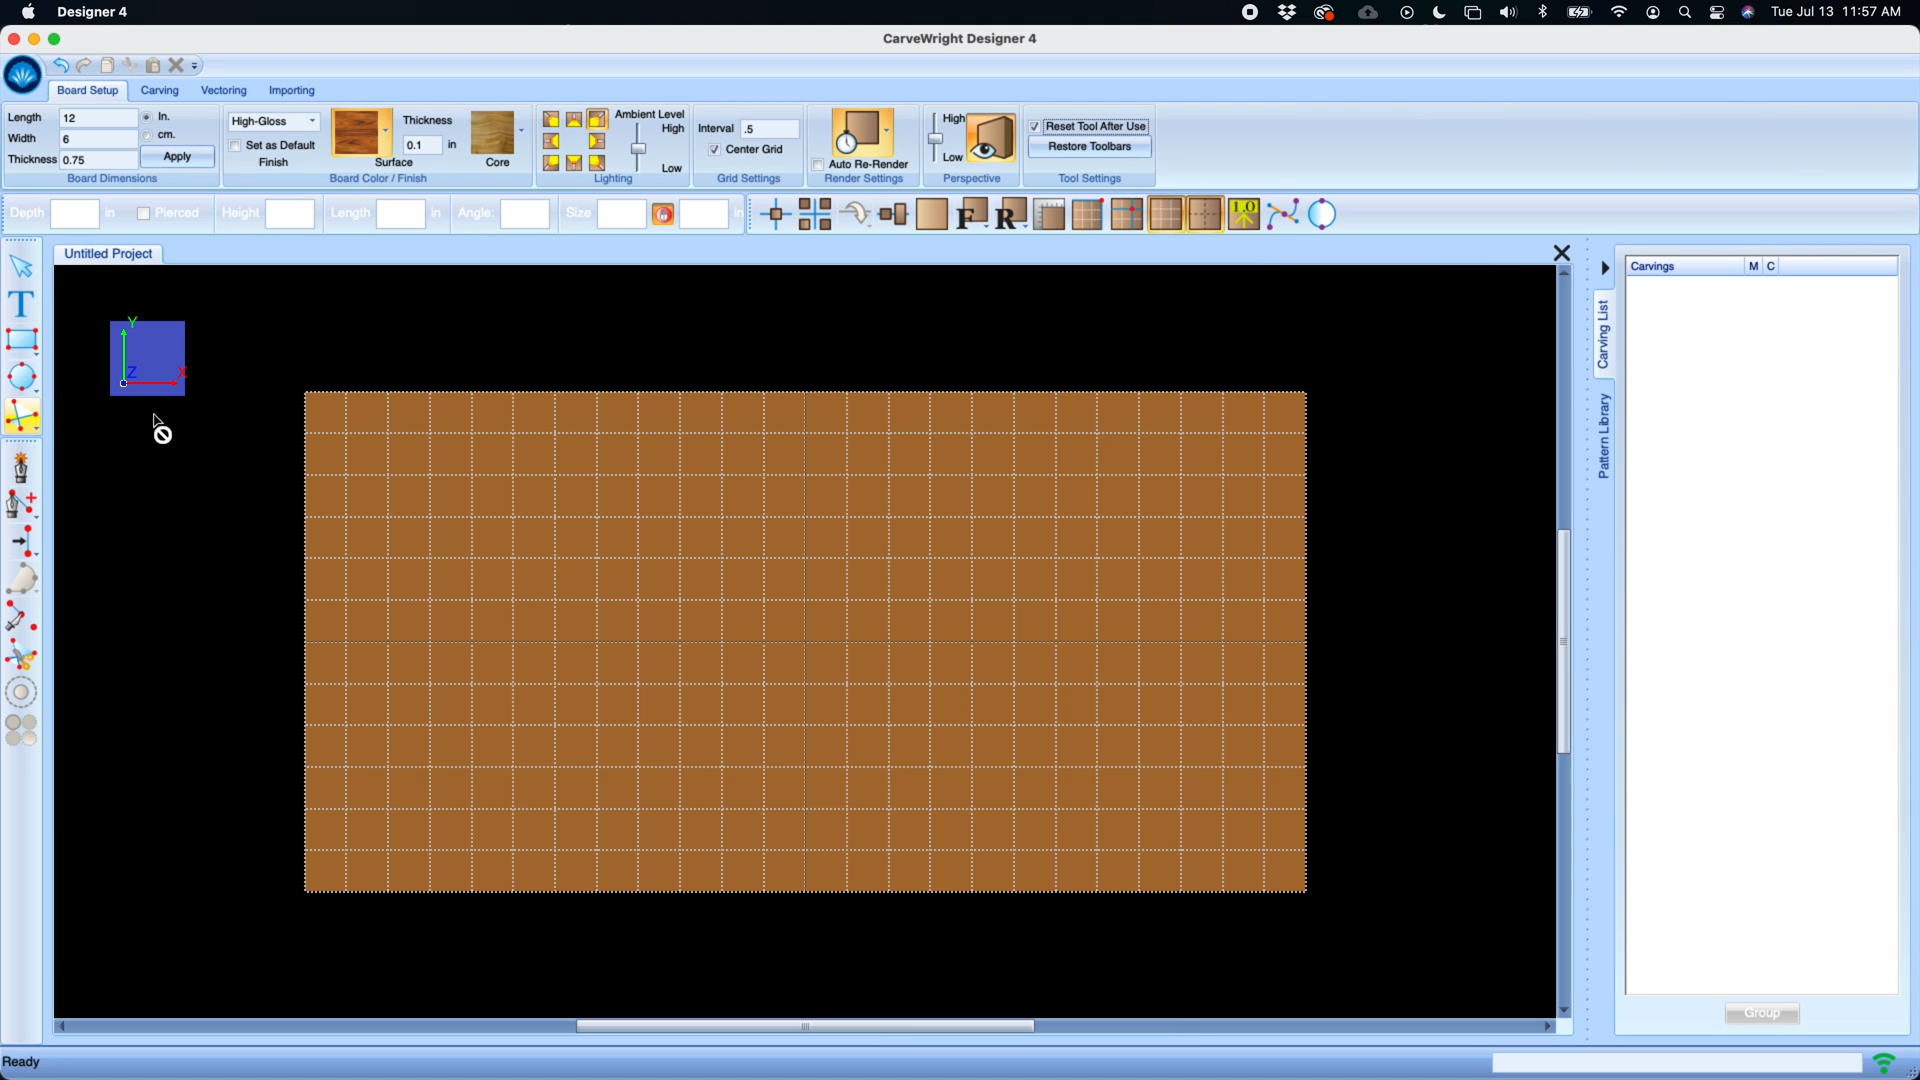 Designer 4
Tue Jul 13 11:57 AM
CarveWright Designer 4
Board Setup Carving Vectoring Importing
Length 12 In.
Width 6 cm.
Thickness 0.75 Apply
Board Dimensions
High-Gloss
Set as Default
Finish
Thickness
0.1 in
Surface
Core
Board Color / Finish
Ambient Level
High
Low
Lighting
Interval .5
Center Grid
Grid Settings
Auto Re-Render
Render Settings
High
Low
Perspective
Reset Tool After Use
Restore Toolbars
Tool Settings
Depth in Pierced Height Length in Angle: Size in F R 1.0
Untitled Project
T
Y
Z X
Carvings M C
Carving List
Pattern Library
Group
Ready